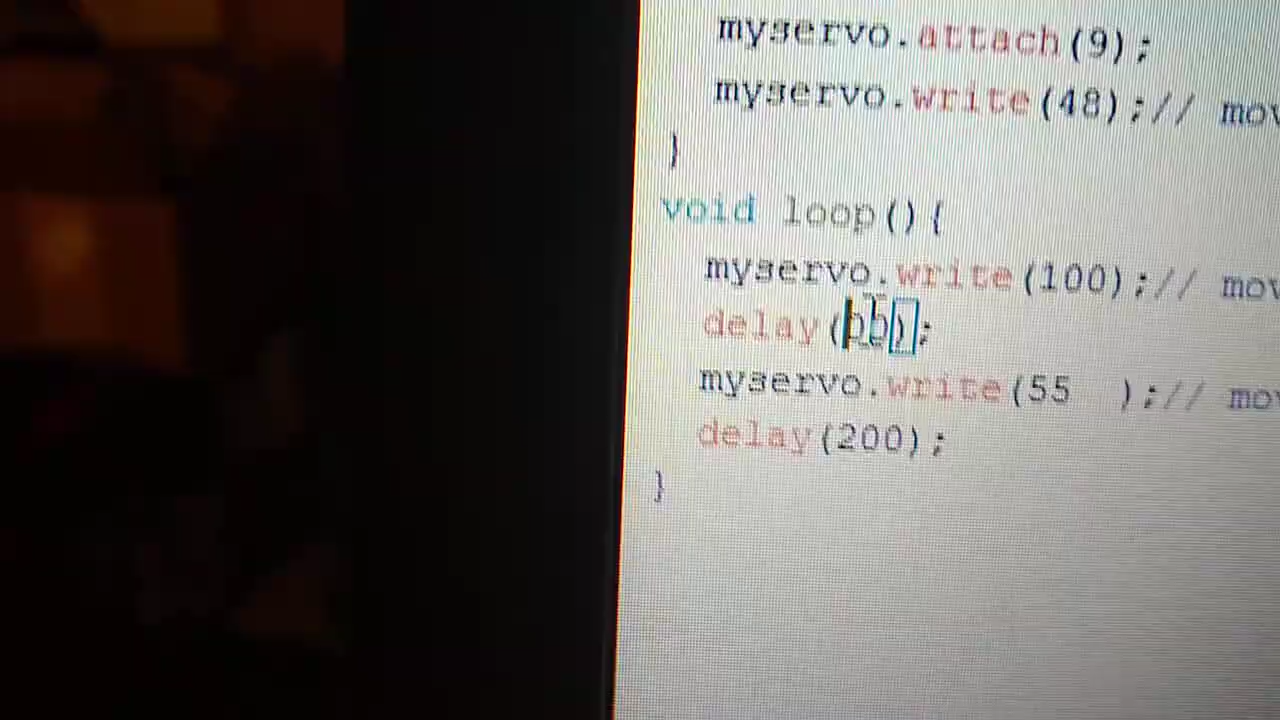 myservo.attach(9);
myservo.write(48);// mov
}
void loop(){
myservo.write(100);// mov
delay();
myservo.write(55  );// mov
delay(200);
}